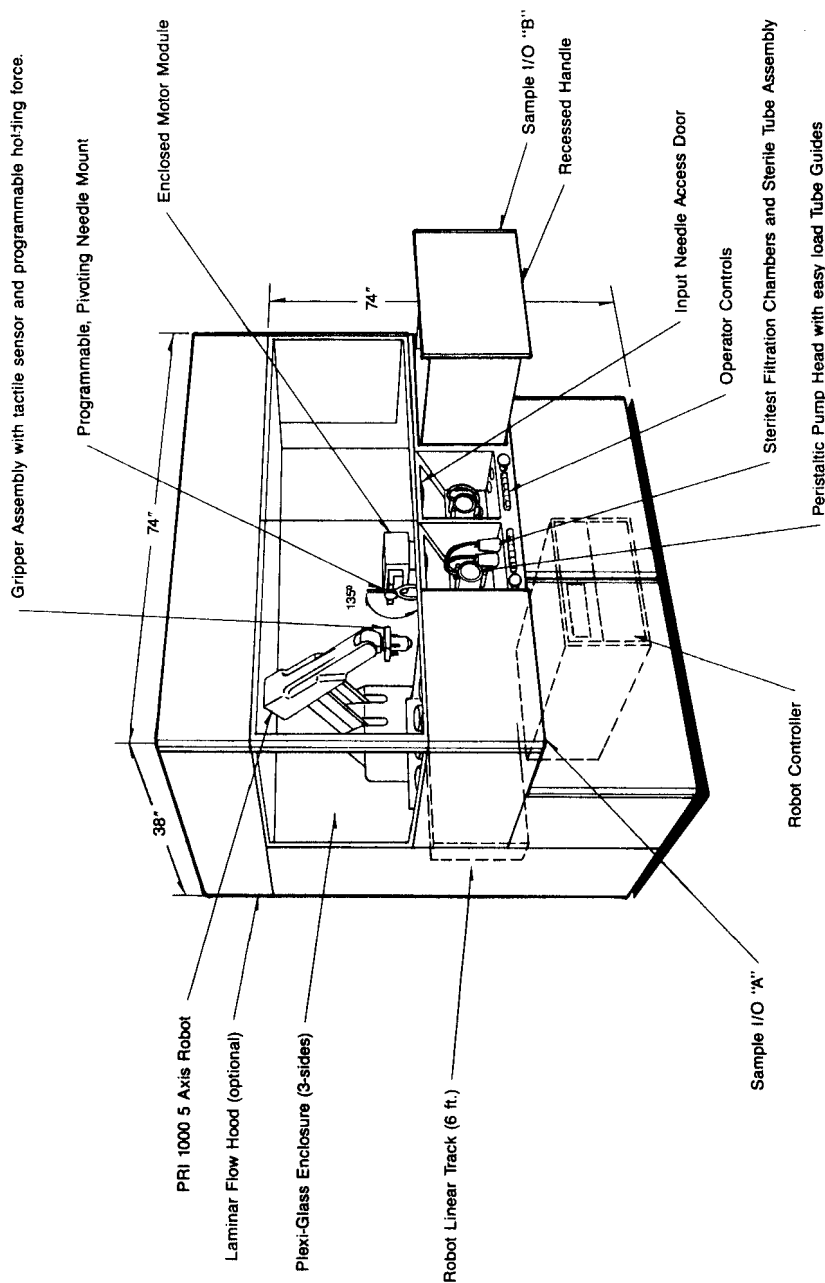 Gripper Assembly with tactile sensor and programmable holding force.
Programmable, Pivoting Needle Mount
Enclosed Motor Module
74"
74"
38"
135º
Sample I/O "B"
Recessed Handle
Input Needle Access Door
Operator Controls
Steritest Filtration Chambers and Sterile Tube Assembly
Peristaltic Pump Head with easy load Tube Guides
PRI 1000 5 Axis Robot
Laminar Flow Hood (optional)
Plexi-Glass Enclosure (3-sides)
Robot Linear Track (6 ft.)
Sample I/O "A"
Robot Controller